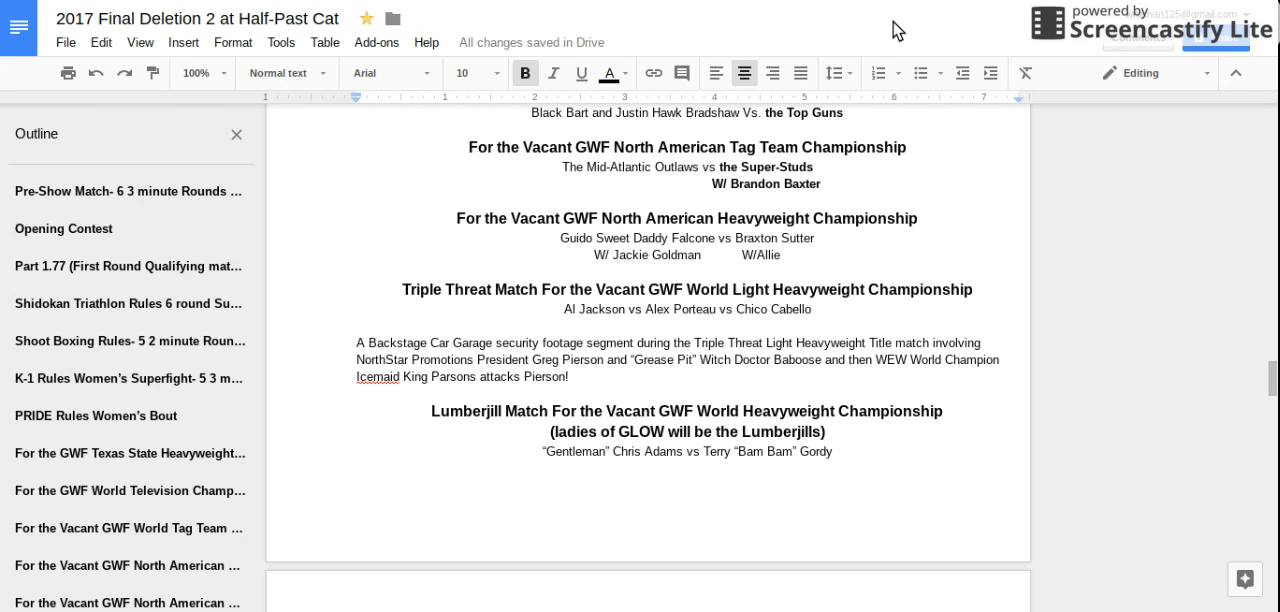 2017 Final Deletion 2 at Half-Past Cat
powered by
Screencastify Lite
File Edit View Insert Format Tools Table Add-ons Help All changes saved in Drive
100% Normal text Arial 10 B I U A Editing
1 1 2 3 4 5 6 7
Outline
Pre-Show Match- 6 3 minute Rounds ...
Opening Contest
Part 1.77 (First Round Qualifying mat...
Shidokan Triathlon Rules 6 round Su...
Shoot Boxing Rules- 5 2 minute Roun...
K-1 Rules Women's Superfight- 5 3 m...
PRIDE Rules Women's Bout
For the GWF Texas State Heavyweight...
For the GWF World Television Champ...
For the Vacant GWF World Tag Team ...
For the Vacant GWF North American ...
For the Vacant GWF North American ...
Black Bart and Justin Hawk Bradshaw Vs. the Top Guns
For the Vacant GWF North American Tag Team Championship
The Mid-Atlantic Outlaws vs the Super-Studs
W/ Brandon Baxter
For the Vacant GWF North American Heavyweight Championship
Guido Sweet Daddy Falcone vs Braxton Sutter
W/ Jackie Goldman W/Allie
Triple Threat Match For the Vacant GWF World Light Heavyweight Championship
Al Jackson vs Alex Porteau vs Chico Cabello
A Backstage Car Garage security footage segment during the Triple Threat Light Heavyweight Title match involving
NorthStar Promotions President Greg Pierson and “Grease Pit” Witch Doctor Baboose and then WEW World Champion
Icemaid King Parsons attacks Pierson!
Lumberjill Match For the Vacant GWF World Heavyweight Championship
(ladies of GLOW will be the Lumberjills)
“Gentleman” Chris Adams vs Terry “Bam Bam” Gordy